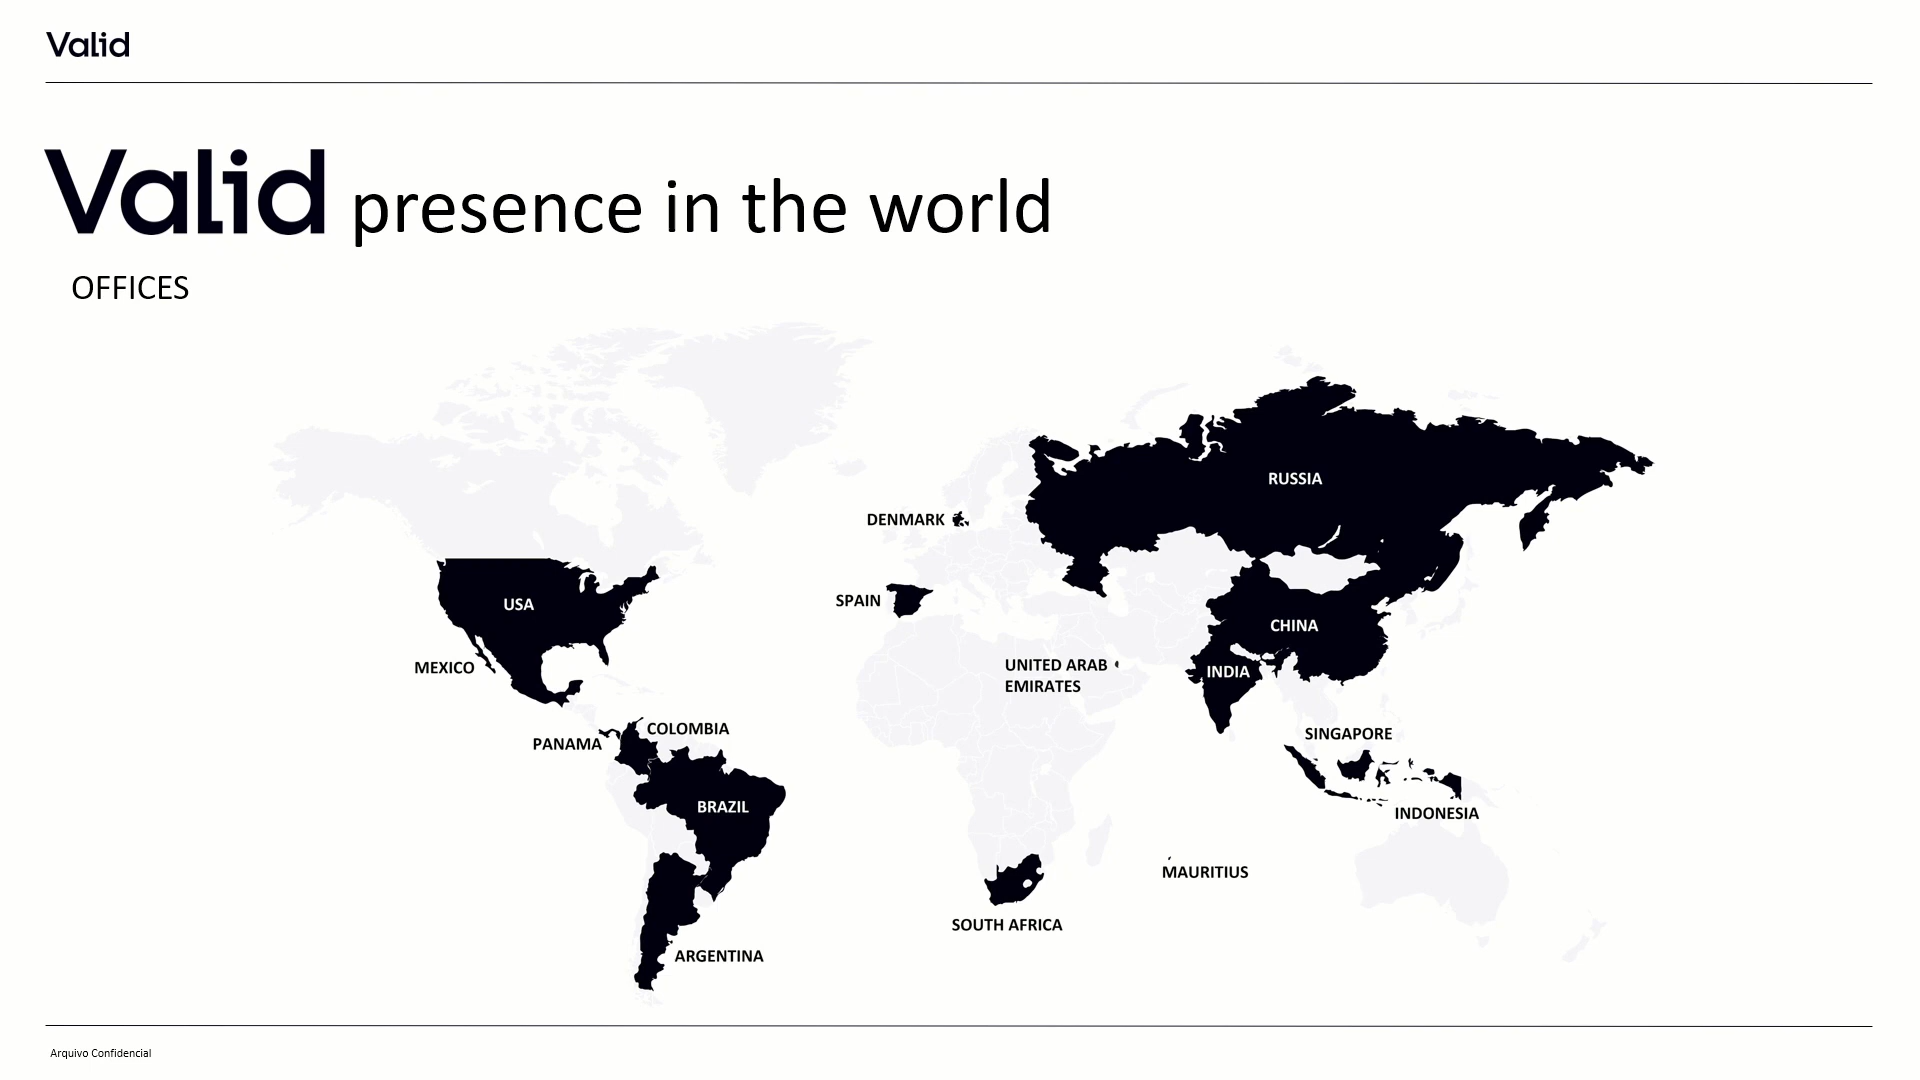 Valid
Valid presence in the world
OFFICES
RUSSIA
DENMARK
SPAIN
USA
CHINA
MEXICO
UNITED ARAB
EMIRATES
INDIA
COLOMBIA
PANAMA
SINGAPORE
BRAZIL
INDONESIA
MAURITIUS
SOUTH AFRICA
ARGENTINA
Arquivo Confidencial